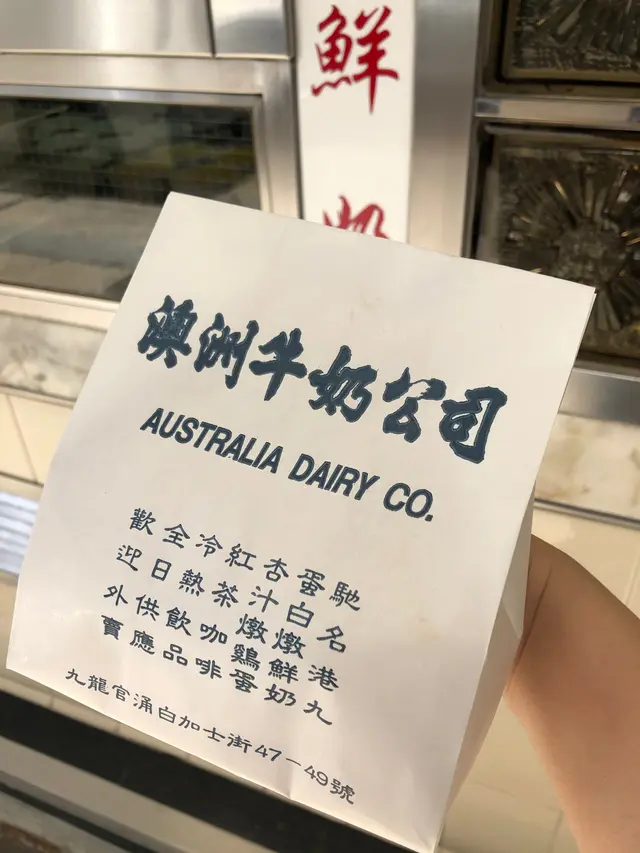 鮮奶
澳洲牛奶公司
AUSTRALIA DAIRY CO.
馳名港九
蛋白燉鮮奶
杏汁燉鷄蛋
紅茶咖啡
冷熱飲品
全日供應
歡迎外賣
九龍官涌白加士街47-49號